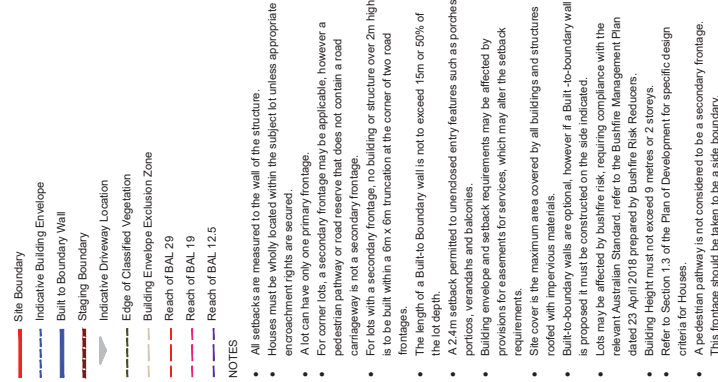 Site Boundary
Indicative Building Envelope
Built to Boundary Wall
Staging Boundary
Indicative Driveway Location
Edge of Classified Vegetation
Building Envelope Exclusion Zone
Reach of BAL 29
Reach of BAL 19
Reach of BAL 12.5
NOTES
• All setbacks are measured to the wall of the structure.
• Houses must be wholly located within the subject lot unless appropriate
encroachment rights are secured.
• A lot can have only one primary frontage.
• For corner lots, a secondary frontage may be applicable, however a
pedestrian pathway or road reserve that does not contain a road
carriageway is not a secondary frontage.
• For lots with a secondary frontage, no building or structure over 2m high
is to be built within a 6m x 6m truncation at the corner of two road
frontages.
• The length of a Built-to Boundary wall is not to exceed 15m or 50% of
the lot depth.
• A 2.4m setback permitted to unenclosed entry features such as porches
porticos, verandahs and balconies.
• Building envelope and setback requirements may be affected by
provisions for easements for services, which may alter the setback
requirements.
• Site cover is the maximum area covered by all buildings and structures
roofed with impervious materials.
• Built-to-boundary walls are optional, however if a Built -to-boundary wall
is proposed it must be constructed on the side indicated.
• Lots may be affected by bushfire risk, requiring compliance with the
relevant Australian Standard. refer to the Bushfire Management Plan
dated 23 April 2018 prepared by Bushfire Risk Reducers.
• Building Height must not exceed 9 metres or 2 storeys.
• Refer to Section 1.3 of the Plan of Development for specific design
criteria for Houses.
• A pedestrian pathway is not considered to be a secondary frontage.
This frontage should be taken to be a side boundary.